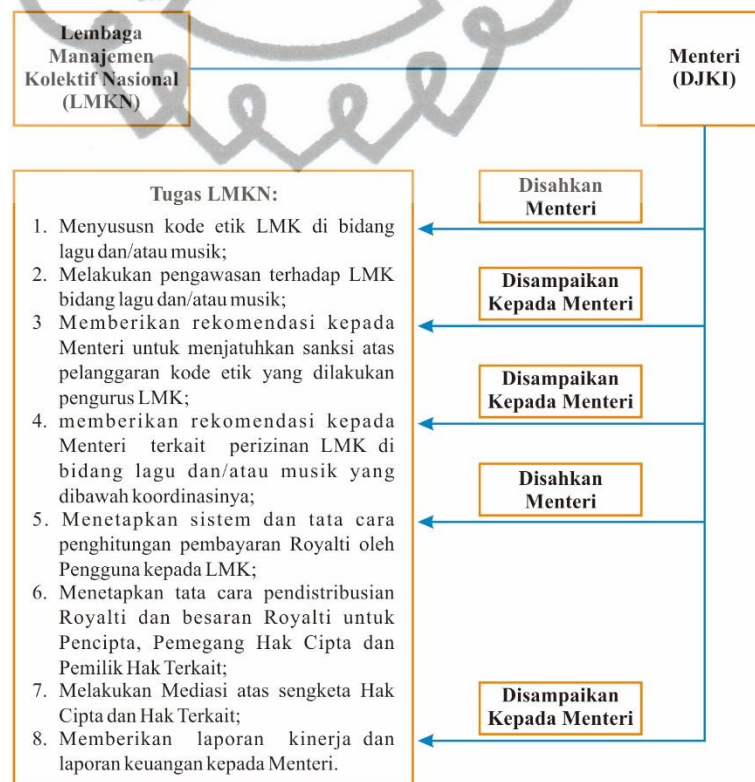 Lembaga
Manajemen
Kolektif Nasional
(LMKN)
Menteri
(DJKI)
Tugas LMKN:
1. Menyususn kode etik LMK di bidang
lagu dan/atau musik;
2. Melakukan pengawasan terhadap LMK
bidang lagu dan/atau musik;
3 Memberikan rekomendasi kepada
Menteri untuk menjatuhkan sanksi atas
pelanggaran kode etik yang dilakukan
pengurus LMK;
4. memberikan rekomendasi kepada
Menteri terkait perizinan LMK di
bidang lagu dan/atau musik yang
dibawah koordinasinya;
5. Menetapkan sistem dan tata cara
penghitungan pembayaran Royalti oleh
Pengguna kepada LMK;
6. Menetapkan tata cara pendistribusian
Royalti dan besaran Royalti untuk
Pencipta, Pemegang Hak Cipta dan
Pemilik Hak Terkait;
7. Melakukan Mediasi atas sengketa Hak
Cipta dan Hak Terkait;
8. Memberikan laporan kinerja dan
laporan keuangan kepada Menteri.
Disahkan
Menteri
Disampaikan
Kepada Menteri
Disampaikan
Kepada Menteri
Disahkan
Menteri
Disampaikan
Kepada Menteri